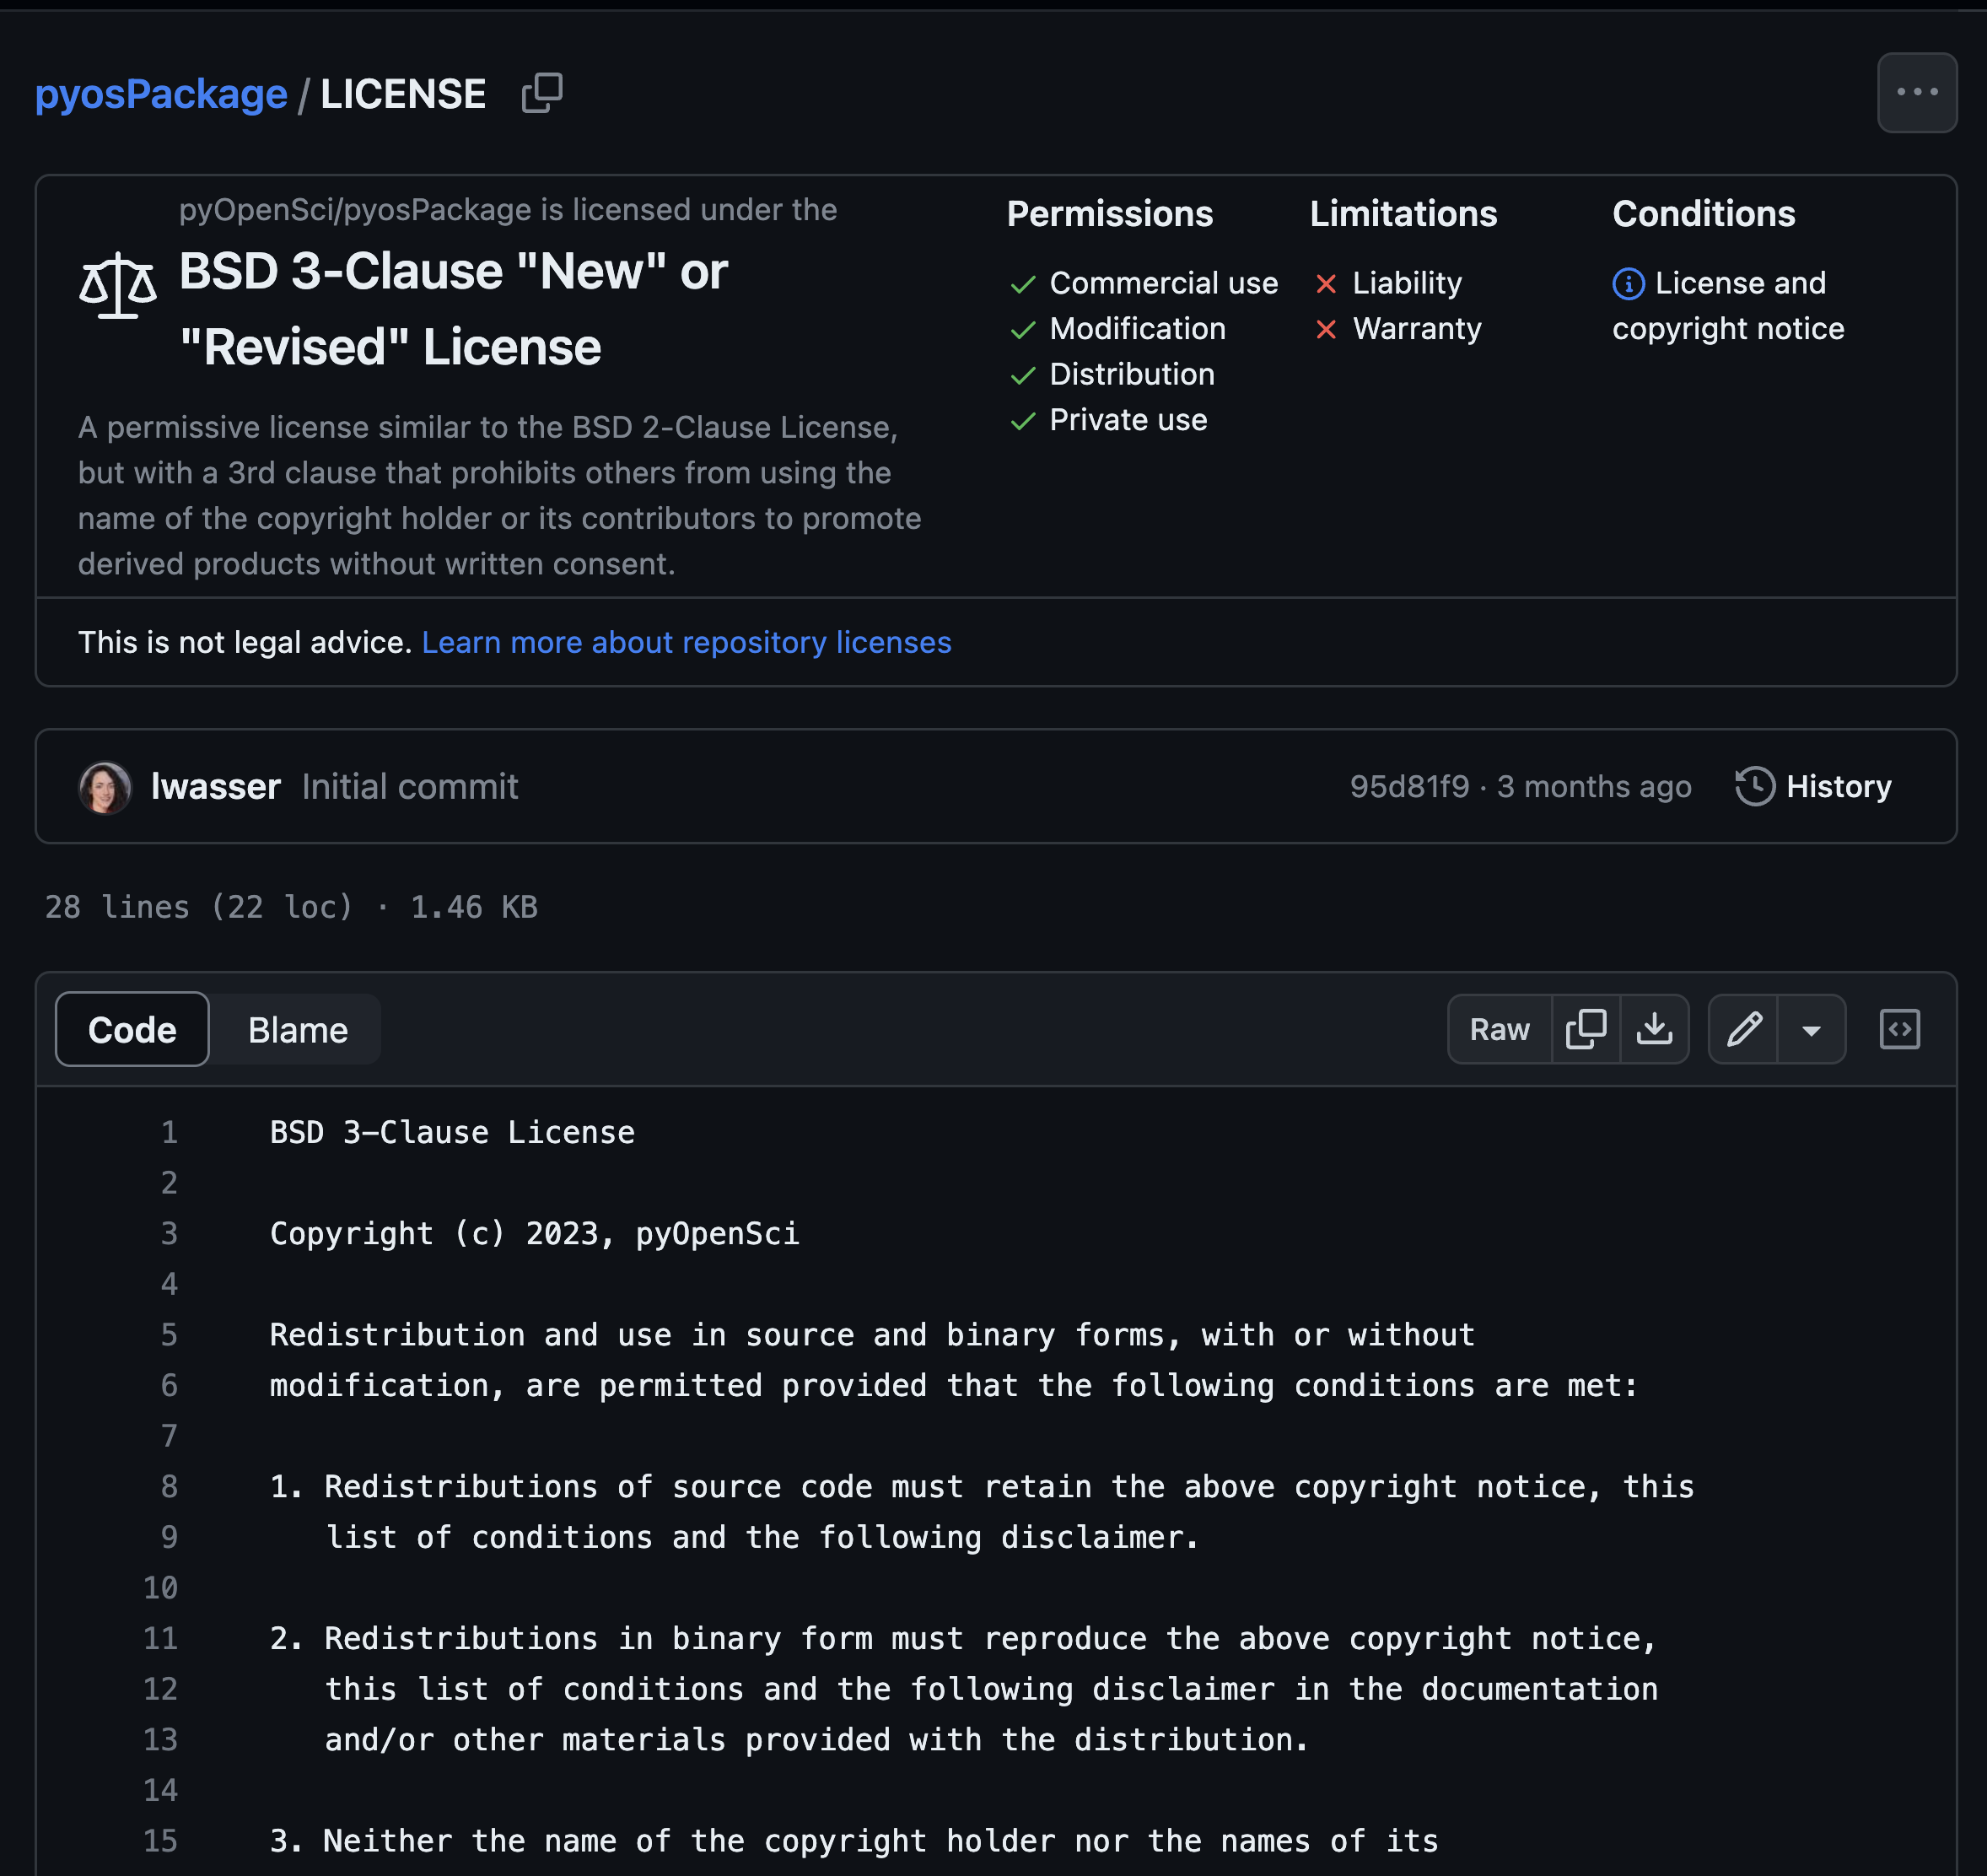 pyosPackage / LICENSE
pyOpenSci/pyosPackage is licensed under the
BSD 3-Clause "New" or
"Revised" License
A permissive license similar to the BSD 2-Clause License,
but with a 3rd clause that prohibits others from using the
name of the copyright holder or its contributors to promote
derived products without written consent.
Permissions
Commercial use
Modification
Distribution
Private use
Limitations
Liability
Warranty
Conditions
License and
copyright notice
This is not legal advice. Learn more about repository licenses
lwasser Initial commit 95d81f9 · 3 months ago History
28 lines (22 loc) · 1.46 KB
Code Blame Raw
1 BSD 3-Clause License
2
3 Copyright (c) 2023, pyOpenSci
4
5 Redistribution and use in source and binary forms, with or without
6 modification, are permitted provided that the following conditions are met:
7
8 1. Redistributions of source code must retain the above copyright notice, this
9 list of conditions and the following disclaimer.
10
11 2. Redistributions in binary form must reproduce the above copyright notice,
12 this list of conditions and the following disclaimer in the documentation
13 and/or other materials provided with the distribution.
14
15 3. Neither the name of the copyright holder nor the names of its